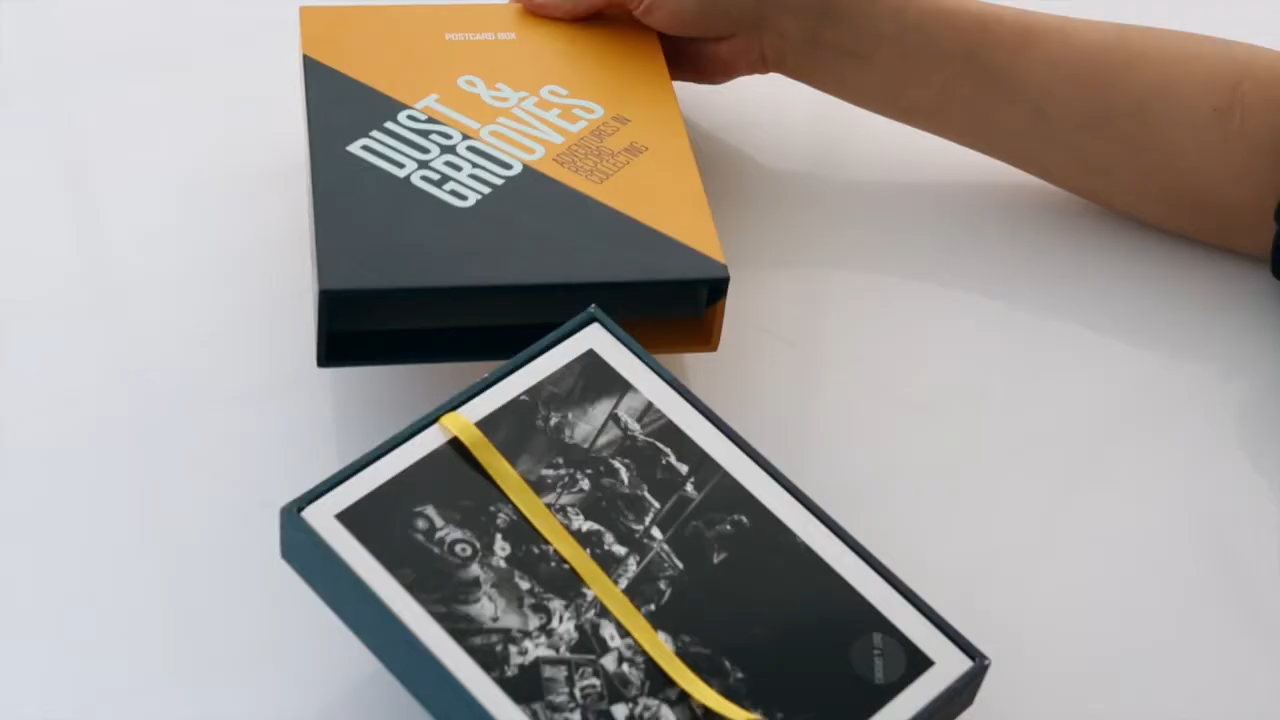 POSTCARD BOX
DUST &
GROOVES
ADVENTURES IN
RECORD
COLLECTING